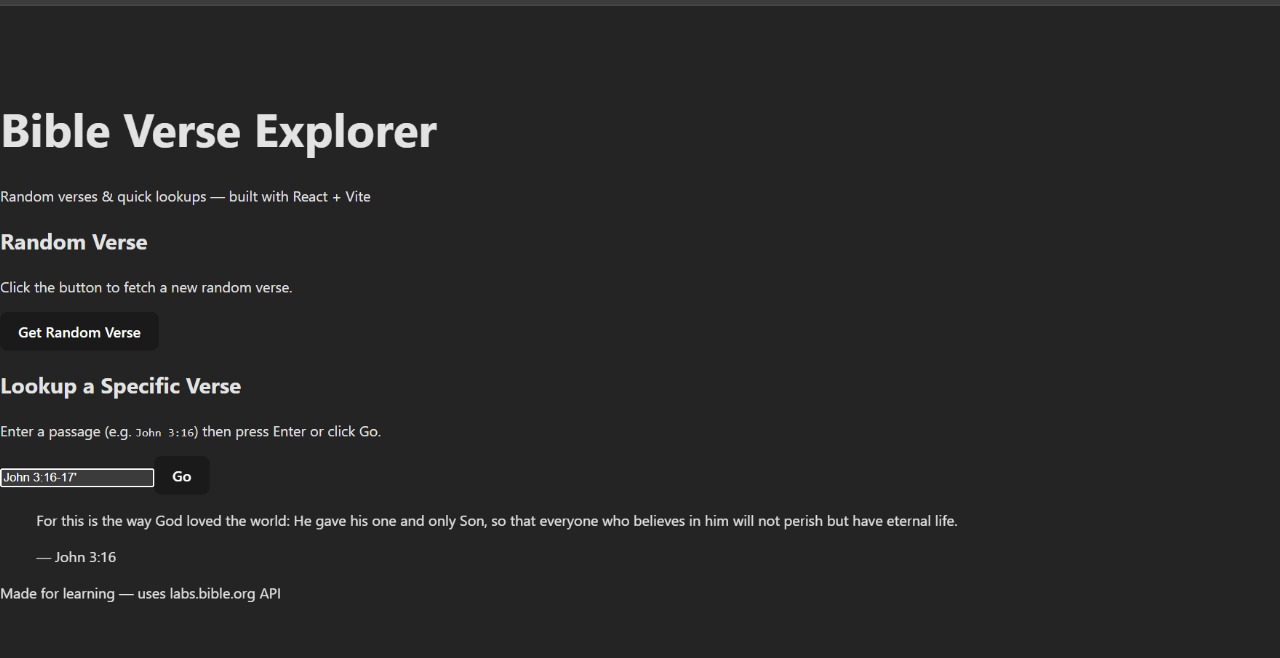 Bible Verse Explorer
Random verses & quick lookups — built with React + Vite
Random Verse
Click the button to fetch a new random verse.
Get Random Verse
Lookup a Specific Verse
Enter a passage (e.g. John 3:16) then press Enter or click Go.
John 3:16-17'
Go
For this is the way God loved the world: He gave his one and only Son, so that everyone who believes in him will not perish but have eternal life.
— John 3:16
Made for learning — uses labs.bible.org API